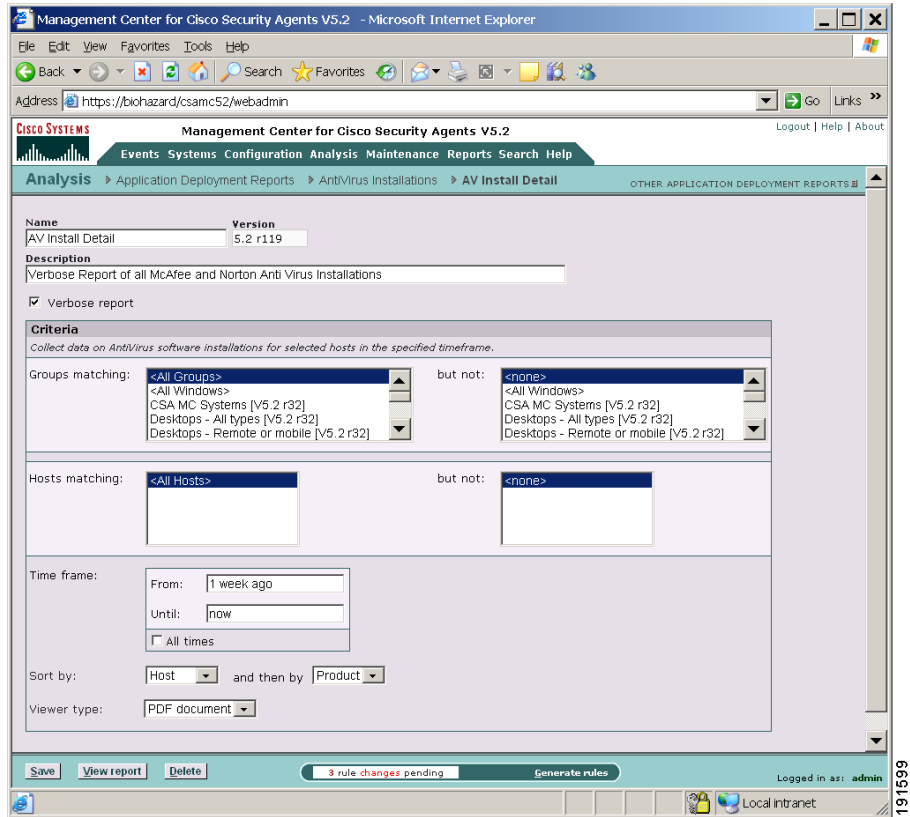 Management Center for Cisco Security Agents V5.2 - Microsoft Internet Explorer
File Edit View Favorites Tools Help
Back Search Favorites
Address https://biohazard/csamc52/webadmin Go Links »
CISCO SYSTEMS
Management Center for Cisco Security Agents V5.2
Logout | Help | About
Events Systems Configuration Analysis Maintenance Reports Search Help
Analysis Application Deployment Reports AntiVirus Installations AV Install Detail OTHER APPLICATION DEPLOYMENT REPORTS
Name Version
AV Install Detail 5.2 r119
Description
Verbose Report of all McAfee and Norton Anti Virus Installations
Verbose report
Criteria
Collect data on AntiVirus software installations for selected hosts in the specified timeframe.
Groups matching:
<All Groups>
<All Windows>
CSA MC Systems [V5.2 r32]
Desktops - All types [V5.2 r32]
Desktops - Remote or mobile [V5.2 r32]
but not:
<none>
<All Windows>
CSA MC Systems [V5.2 r32]
Desktops - All types [V5.2 r32]
Desktops - Remote or mobile [V5.2 r32]
Hosts matching:
<All Hosts>
but not:
<none>
Time frame:
From: 1 week ago
Until: now
All times
Sort by: Host and then by Product
Viewer type: PDF document
Save View report Delete 3 rule changes pending Generate rules
Logged in as: admin
Local intranet
191599